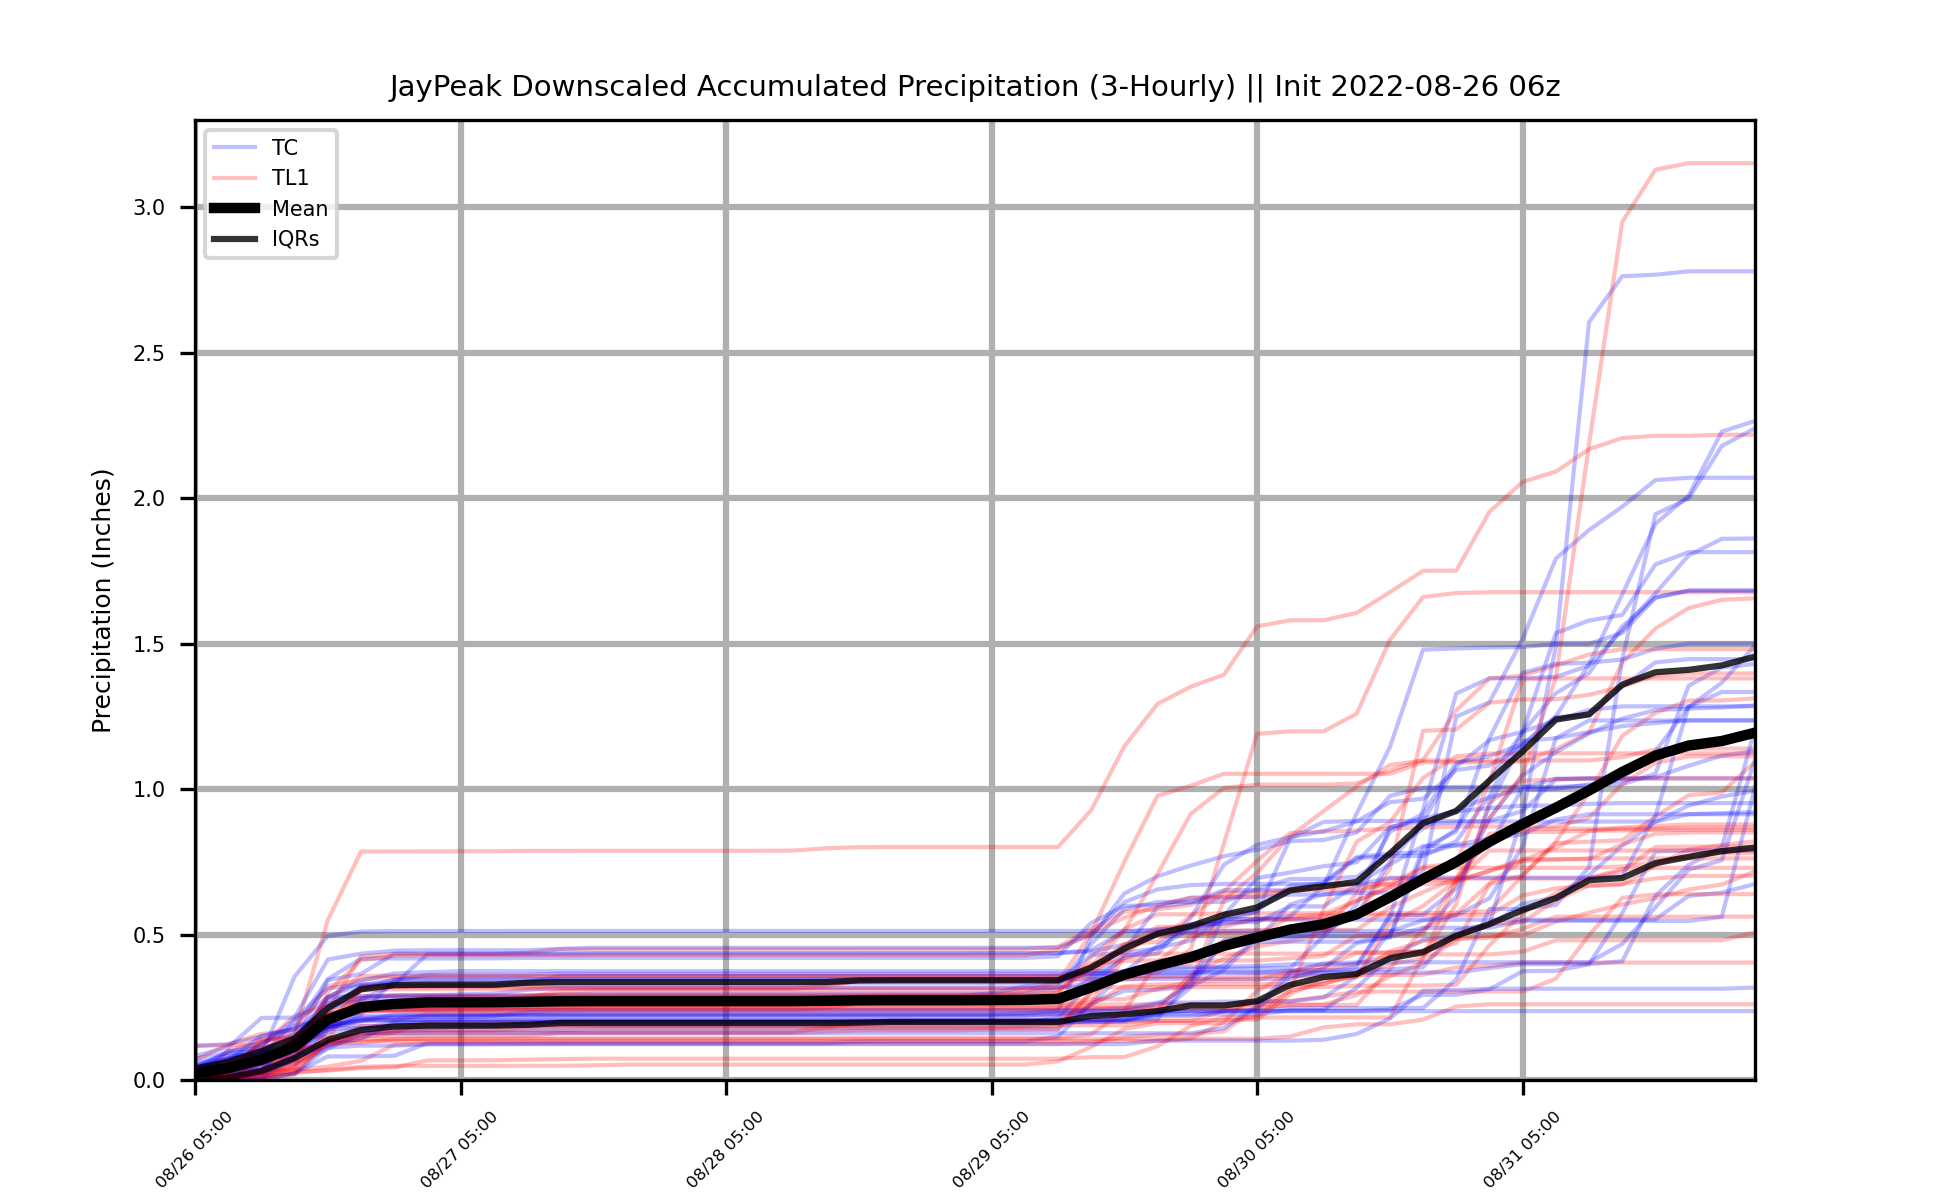 JayPeak Downscaled Accumulated Precipitation (3-Hourly) || Init 2022-08-26 06z
TC
TL1
Mean
IQRs
Precipitation (Inches)
3.0
2.5
2.0
1.5
1.0
0.5
0.0
08/26 05:00
08/27 05:00
08/28 05:00
08/29 05:00
08/30 05:00
08/31 05:00